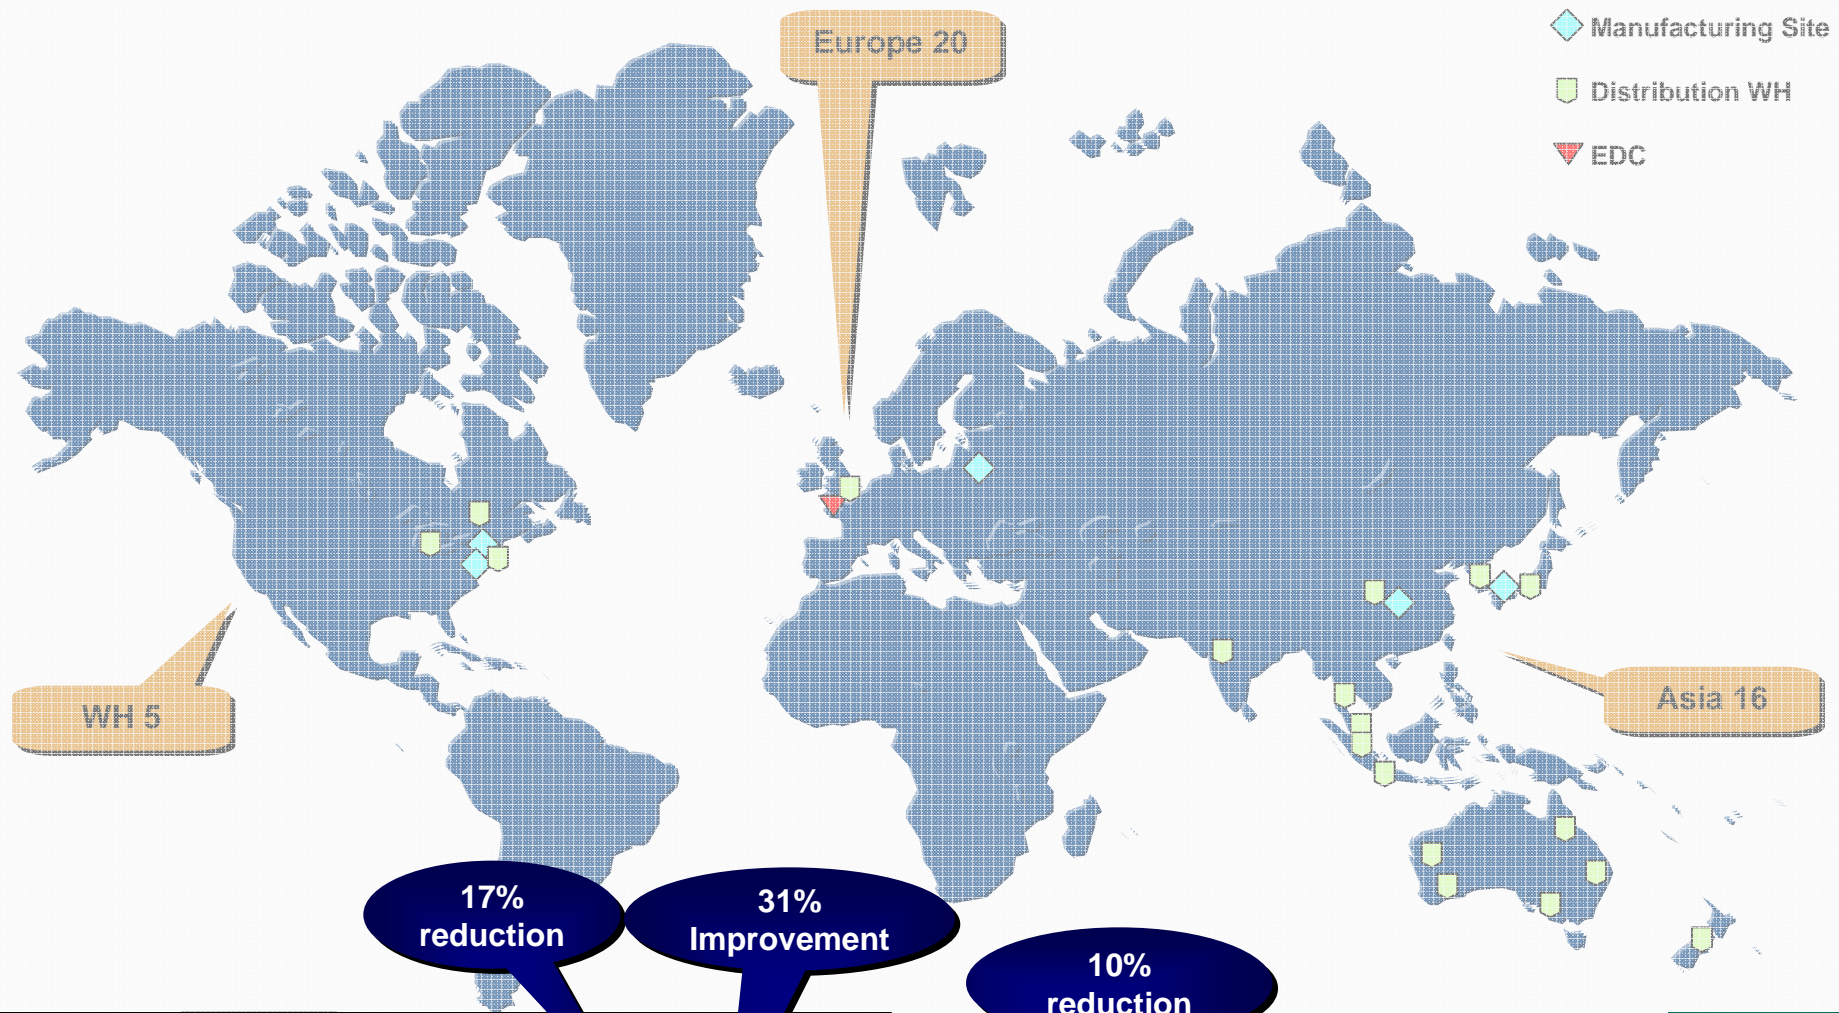 Europe 20
Manufacturing Site
Distribution WH
EDC
WH 5
Asia 16
17%
reduction
31%
Improvement
10%
reduction